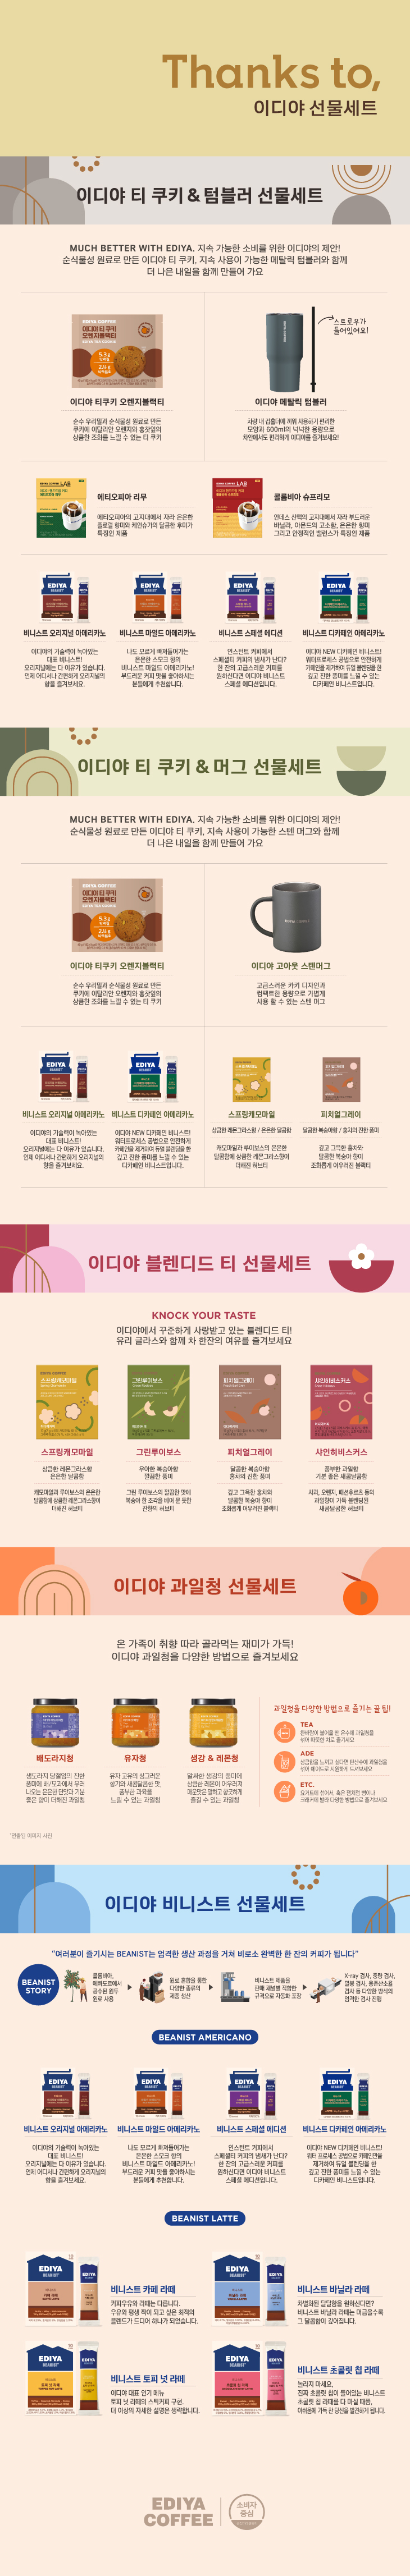 Thanks to,
이디야 선물세트
이디야 티 쿠키 & 텀블러 선물세트
MUCH BETTER WITH EDIYA. 지속 가능한 소비를 위한 이디야의 제안!
순식물성 원료로 만든 이디야 티 쿠키, 지속 사용이 가능한 메탈릭 텀블러와 함께
더 나은 내일을 함께 만들어 가요
스트로우가
들어있어요!
이디야 티쿠키 오렌지블랙티
순수 우리밀과 순식물성 원료로 만든
쿠키에 이탈리안 오렌지와 홍찻잎의
상큼한 조화를 느낄 수 있는 티 쿠키
이디야 메탈릭 텀블러
차량 내 컵홀더에 끼워 사용하기 편리한
모양과 600ml의 넉넉한 용량으로
차안에서도 편리하게 이디야를 즐겨보세요!
에티오피아 리무
에티오피아의 고지대에서 자라 은은한
플로럴 향미와 케인슈가의 달콤한 후미가
특징인 제품
콜롬비아 슈프리모
안데스 산맥의 고지대에서 자라 부드러운
바닐라, 아몬드의 고소함, 은은한 향미
그리고 안정적인 밸런스가 특징인 제품
비니스트 오리지널 아메리카노
이디야의 기술력이 녹아있는
대표 비니스트!
오리지널에는 다 이유가 있습니다.
언제 어디서나 간편하게 오리지널의
향을 즐겨보세요.
비니스트 마일드 아메리카노
나도 모르게 빠져들어가는
은은한 스모크 향의
비니스트 마일드 아메리카노!
부드러운 커피 맛을 좋아하시는
분들에게 추천합니다.
비니스트 스페셜 에디션
인스턴트 커피에서
스페셜티 커피의 냄새가 난다?
한 잔의 고급스러운 커피를
원하신다면 이디야 비니스트
스페셜 에디션입니다.
비니스트 디카페인 아메리카노
이디야 NEW 디카페인 비니스트!
워터프로세스 공법으로 안전하게
카페인을 제거하여 듀얼 블렌딩을 한
깊고 진한 풍미를 느낄 수 있는
디카페인 비니스트입니다.
이디야 티 쿠키 & 머그 선물세트
MUCH BETTER WITH EDIYA. 지속 가능한 소비를 위한 이디야의 제안!
순식물성 원료로 만든 이디야 티 쿠키, 지속 사용이 가능한 스텐 머그와 함께
더 나은 내일을 함께 만들어 가요
이디야 티쿠키 오렌지블랙티
순수 우리밀과 순식물성 원료로 만든
쿠키에 이탈리안 오렌지와 홍찻잎의
상큼한 조화를 느낄 수 있는 티 쿠키
이디야 고아웃 스텐머그
고급스러운 카키 디자인과
컴팩트한 용량으로 가볍게
사용 할 수 있는 스텐 머그
비니스트 오리지널 아메리카노
이디야의 기술력이 녹아있는
대표 비니스트!
오리지널에는 다 이유가 있습니다.
언제 어디서나 간편하게 오리지널의
향을 즐겨보세요.
비니스트 디카페인 아메리카노
이디야 NEW 디카페인 비니스트!
워터프로세스 공법으로 안전하게
카페인을 제거하여 듀얼 블렌딩을 한
깊고 진한 풍미를 느낄 수 있는
디카페인 비니스트입니다.
스프링캐모마일
상큼한 레몬그라스향 / 은은한 달콤함
캐모마일과 루이보스의 은은한
달콤함에 상큼한 레몬그라스향이
더해진 허브티
피치얼그레이
달콤한 복숭아향 / 홍차의 진한 풍미
깊고 그윽한 홍차와
달콤한 복숭아 향이
조화롭게 어우러진 블랙티
이디야 블렌디드 티 선물세트
KNOCK YOUR TASTE
이디야에서 꾸준하게 사랑받고 있는 블렌디드 티!
유리 글라스와 함께 차 한잔의 여유를 즐겨보세요
스프링캐모마일
상큼한 레몬그라스향
은은한 달콤함
캐모마일과 루이보스의 은은한
달콤함에 상큼한 레몬그라스향이
더해진 허브티
그린루이보스
우아한 복숭아향
깔끔한 풍미
그린 루이보스의 깔끔한 맛에
복숭아 한 조각을 베어 문 듯한
잔향의 허브티
피치얼그레이
달콤한 복숭아향
홍차의 진한 풍미
깊고 그윽한 홍차와
달콤한 복숭아 향이
조화롭게 어우러진 블랙티
샤인히비스커스
풍부한 과일향
기분 좋은 새콤달콤함
사과, 오렌지, 패션후르츠 등의
과일향이 가득 블렌딩된
새콤달콤한 허브티
이디야 과일청 선물세트
온 가족이 취향 따라 골라먹는 재미가 가득!
이디야 과일청을 다양한 방법으로 즐겨보세요
배도라지청
생도라지 당절임의 진한
풍미에 배/모과에서 우러
나오는 은은한 단맛과 기분
좋은 향이 더해진 과일청
유자청
유자 고유의 싱그러운
향기와 새콤달콤한 맛,
풍부한 과육을
느낄 수 있는 과일청
생강 & 레몬청
알싸한 생강의 풍미에
상큼한 레몬이 어우러져
매운맛은 덜하고 향긋하게
즐길 수 있는 과일청
과일청을 다양한 방법으로 즐기는 꿀 팁!
TEA
ADE
ETC.
*연출된 이미지 사진
이디야 비니스트 선물세트
"여러분이 즐기시는 BEANIST는 엄격한 생산 과정을 거쳐 비로소 완벽한 한 잔의 커피가 됩니다"
BEANIST
STORY
콜롬비아,
에콰도르에서
공수된 원두
원료 사용
원료 혼합을 통한
다양한 종류의
제품 생산
비니스트 제품을
판매 채널별 적합한
규격으로 자동화 포장
X-ray 검사, 중량 검사,
엄격한 검사 진행
BEANIST AMERICANO
비니스트 오리지널 아메리카노
이디야의 기술력이 녹아있는
대표 비니스트!
오리지널에는 다 이유가 있습니다.
언제 어디서나 간편하게 오리지널의
향을 즐겨보세요.
비니스트 마일드 아메리카노
나도 모르게 빠져들어가는
은은한 스모크 향의
비니스트 마일드 아메리카노!
부드러운 커피 맛을 좋아하시는
분들에게 추천합니다.
비니스트 스페셜 에디션
인스턴트 커피에서
스페셜티 커피의 냄새가 난다?
한 잔의 고급스러운 커피를
원하신다면 이디야 비니스트
스페셜 에디션입니다.
비니스트 디카페인 아메리카노
이디야 NEW 디카페인 비니스트!
워터 프로세스 공법으로 카페인만을
제거하여 듀얼 블렌딩을 한
깊고 진한 풍미를 느낄 수 있는
디카페인 비니스트입니다.
BEANIST LATTE
비니스트 카페 라떼
커피우유와 라떼는 다릅니다.
우유와 평생 짝이 되고 싶은 최적의
블렌드가 드디어 하나가 되었습니다.
비니스트 바닐라 라떼
차별화된 달달함을 원하신다면?
비니스트 바닐라 라떼는 마금을수록
그 달콤함이 깊어집니다.
비니스트 토피 넛 라떼
이디야 대표 인기 메뉴
토피 넛 라떼의 스틱커피 구현.
더 이상의 자세한 설명은 생략합니다.
비니스트 초콜릿 칩 라떼
놀라지 마세요.
진짜 초콜릿 칩이 들어있는 비니스트
초콜릿 칩 라떼를 다 마실 때쯤,
아쉬움에 가득 찬 당신을 발견하게 됩니다.
EDIYA
COFFEE
소비자
중심